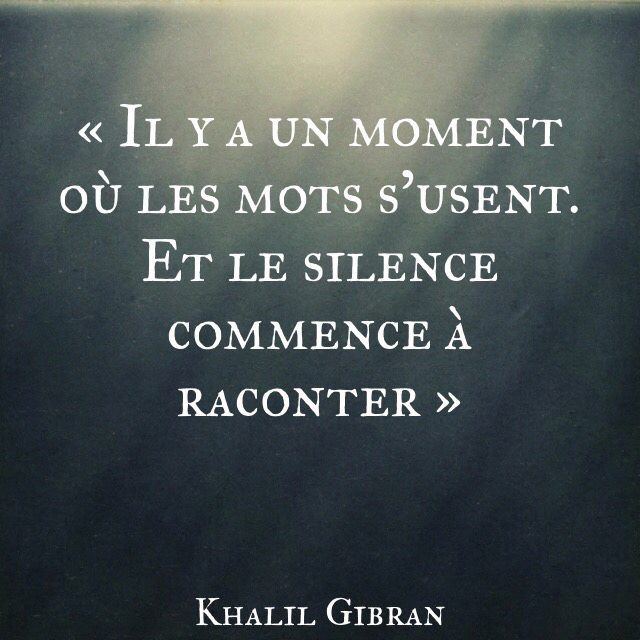 « Il y a un moment
où les mots s’usent.
Et le silence
commence à
raconter »
Khalil Gibran